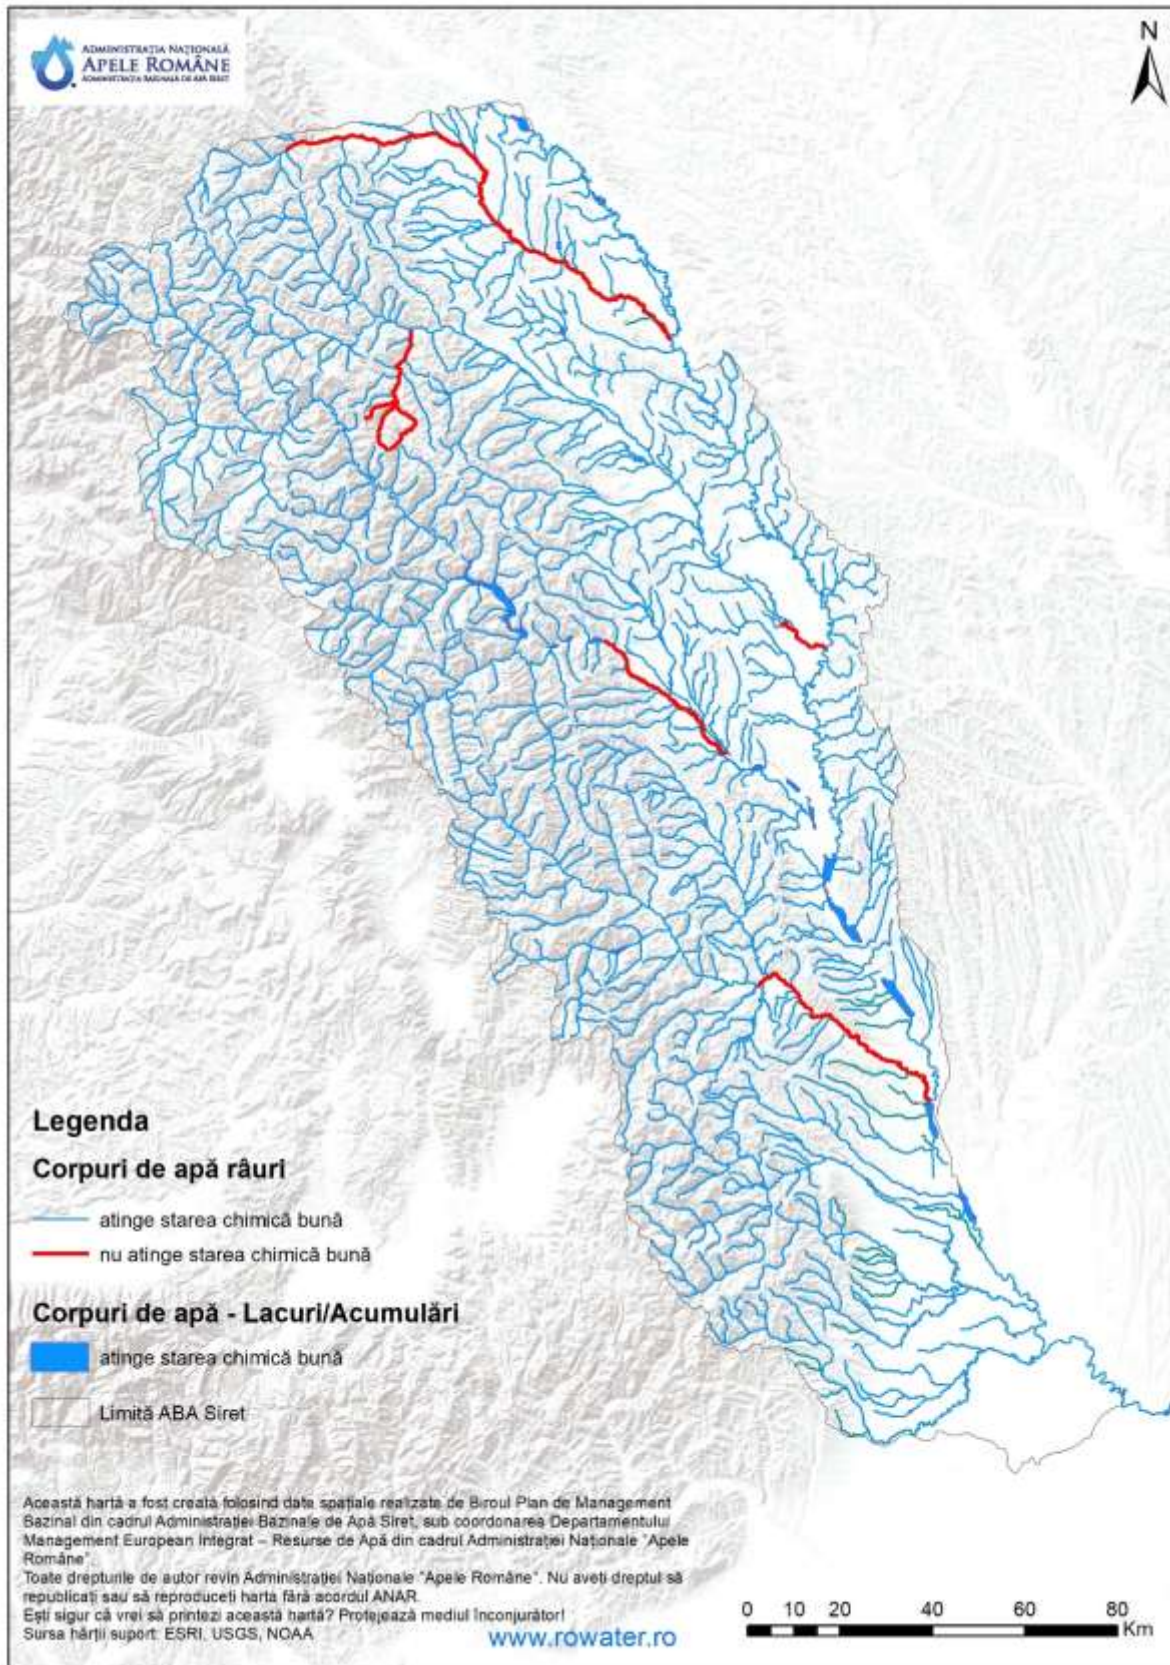 ADMINISTRAȚIA NAȚIONALĂ
APELE ROMÂNE
ADMINISTRAȚIA BAZINALĂ DE APĂ SIRET
N
Legenda
Corpuri de apă râuri
atinge starea chimică bună
nu atinge starea chimică bună
Corpuri de apă - Lacuri/Acumulări
atinge starea chimică bună
Limită ABA Siret
Această hartă a fost creată folosind date spațiale realizate de Biroul Plan de Management
Bazinal din cadrul Administrației Bazinale de Apă Siret, sub coordonarea Departamentului
Management European Integrat – Resurse de Apă din cadrul Administrației Naționale "Apele
Române".
Toate drepturile de autor revin Administrației Naționale "Apele Române". Nu aveți dreptul să
republicați sau să reproduceți harta fără acordul ANAR.
Ești sigur că vrei să printezi această hartă? Protejează mediul înconjurător!
Sursa hărții suport: ESRI, USGS, NOAA
www.rowater.ro
0 10 20 40 60 80
Km